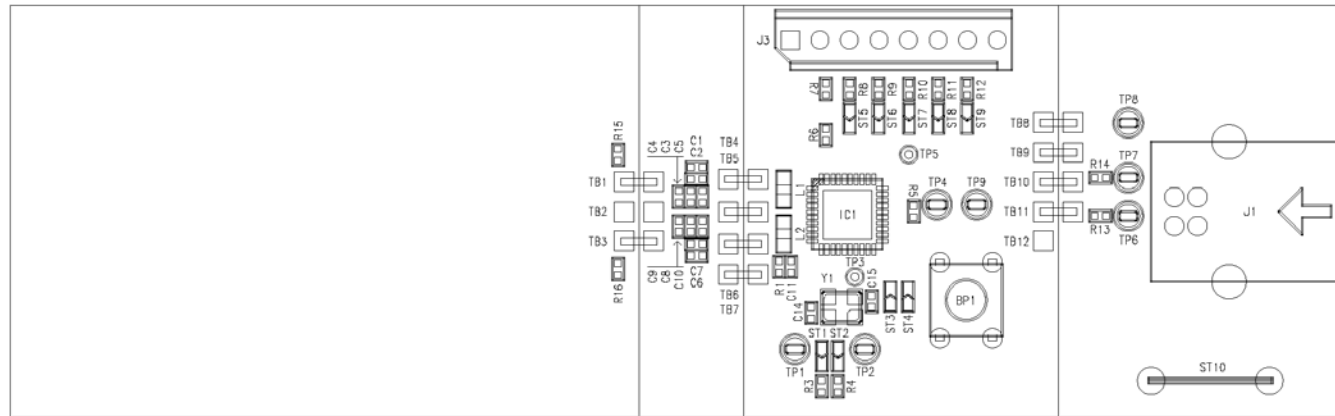 J3
R7
R8
R9
R10
R11
R12
ST5
ST6
ST7
ST8
ST9
R6
TP5
TB8
TP8
TB9
R15
C4
C3
C5
C1
C2
TB4
TB5
TB1
TB2
TB3
L1
L2
IC1
R5
TP4
TP9
TB10
TB11
TB12
R14
TP7
R13
TP6
J1
R16
C9
C8
C10
C7
C6
TB6
TB7
R1
C11
TP3
Y1
C15
C14
ST3
ST4
BP1
ST1
ST2
TP1
TP2
R3
R4
ST10